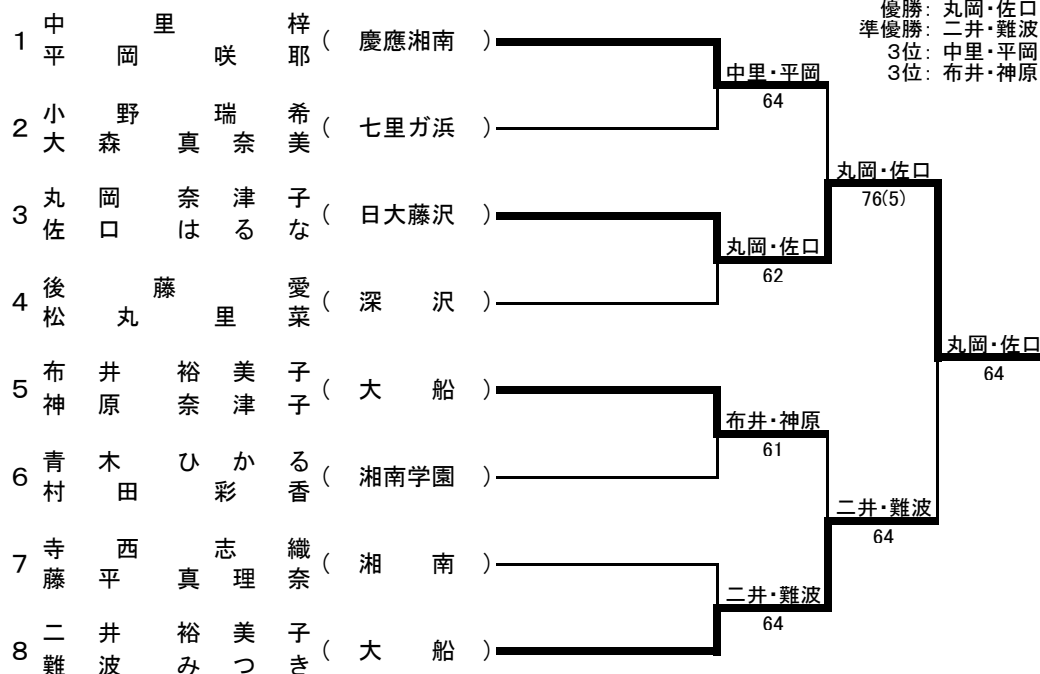 優勝: 丸岡・佐口
準優勝: 二井・難波
3位: 中里・平岡
3位: 布井・神原
1 中里 梓 ( 慶應湘南 )
平岡 咲耶
2 小野 瑞希 ( 七里ガ浜 )
大森 真奈美
3 丸岡 奈津子 ( 日大藤沢 )
佐口 はるな
4 後藤 愛 ( 深沢 )
松丸 里菜
5 布井 裕美子 ( 大船 )
神原 奈津子
6 青木 ひかる ( 湘南学園 )
村田 彩香
7 寺西 志織 ( 湘南 )
藤平 真理奈
8 二井 裕美子 ( 大船 )
難波 みつき
中里・平岡
64
丸岡・佐口
62
布井・神原
61
二井・難波
64
丸岡・佐口
76(5)
二井・難波
64
丸岡・佐口
64